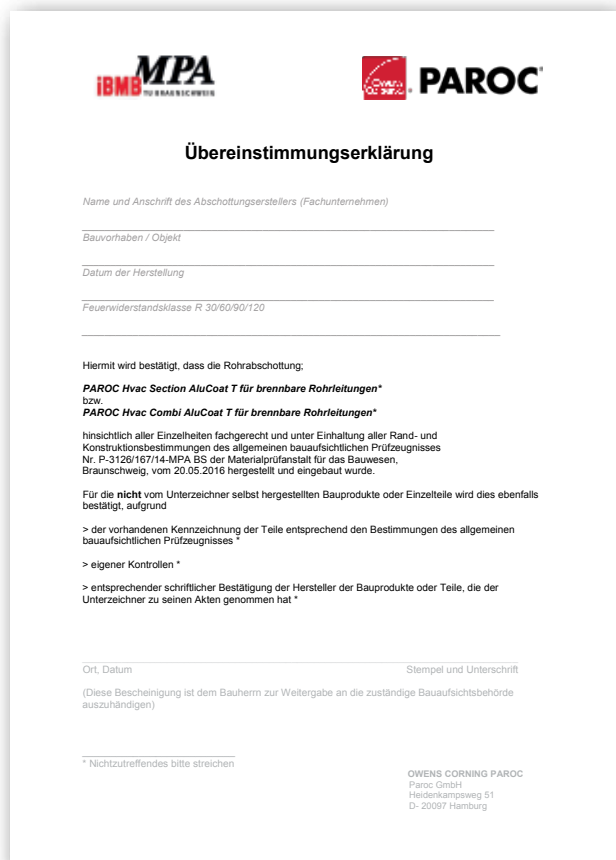 iBMB MPA
TU BRAUNSCHWEIG
OWENS CORNING PAROC
Übereinstimmungserklärung
Name und Anschrift des Abschottungserstellers (Fachunternehmen)
Bauvorhaben / Objekt
Datum der Herstellung
Feuerwiderstandsklasse R 30/60/90/120
Hiermit wird bestätigt, dass die Rohrabschottung;
PAROC Hvac Section AluCoat T für brennbare Rohrleitungen*
bzw.
PAROC Hvac Combi AluCoat T für brennbare Rohrleitungen*
hinsichtlich aller Einzelheiten fachgerecht und unter Einhaltung aller Rand- und
Konstruktionsbestimmungen des allgemeinen bauaufsichtlichen Prüfzeugnisses
Nr. P-3126/167/14-MPA BS der Materialprüfanstalt für das Bauwesen,
Braunschweig, vom 20.05.2016 hergestellt und eingebaut wurde.
Für die nicht vom Unterzeichner selbst hergestellten Bauprodukte oder Einzelteile wird dies ebenfalls
bestätigt, aufgrund
> der vorhandenen Kennzeichnung der Teile entsprechend den Bestimmungen des allgemeinen
bauaufsichtlichen Prüfzeugnisses *
> eigener Kontrollen *
> entsprechender schriftlicher Bestätigung der Hersteller der Bauprodukte oder Teile, die der
Unterzeichner zu seinen Akten genommen hat *
Ort, Datum Stempel und Unterschrift
(Diese Bescheinigung ist dem Bauherrn zur Weitergabe an die zuständige Bauaufsichtsbehörde
auszuhändigen)
* Nichtzutreffendes bitte streichen
OWENS CORNING PAROC
Paroc GmbH
Heidenkampsweg 51
D- 20097 Hamburg